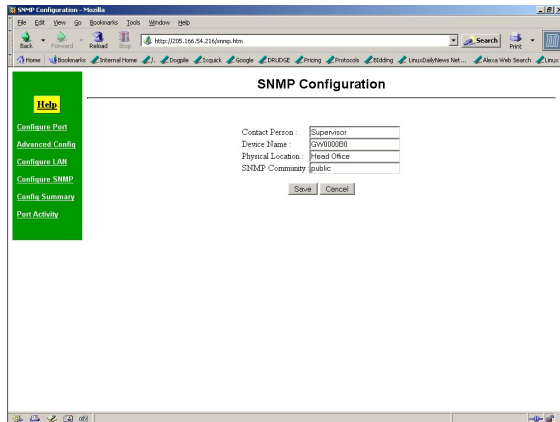 SNMP Configuration - Mozilla
File Edit View Go Bookmarks Tools Window Help
Back Forward Reload Stop http://205.166.54.216/snmp.htm Search Print
Home Bookmarks Internal Home /. Dogpile Ixquick Google DRUDGE Pricing Protocols BIdding LinuxDailyNews Net... Alexa Web Search Linux
SNMP Configuration
Help
Configure Port
Advanced Config
Configure LAN
Configure SNMP
Config Summary
Port Activity
Contact Person : Supervisor
Device Name : GW0000B0
Physical Location : Head Office
SNMP Community : public
Save Cancel